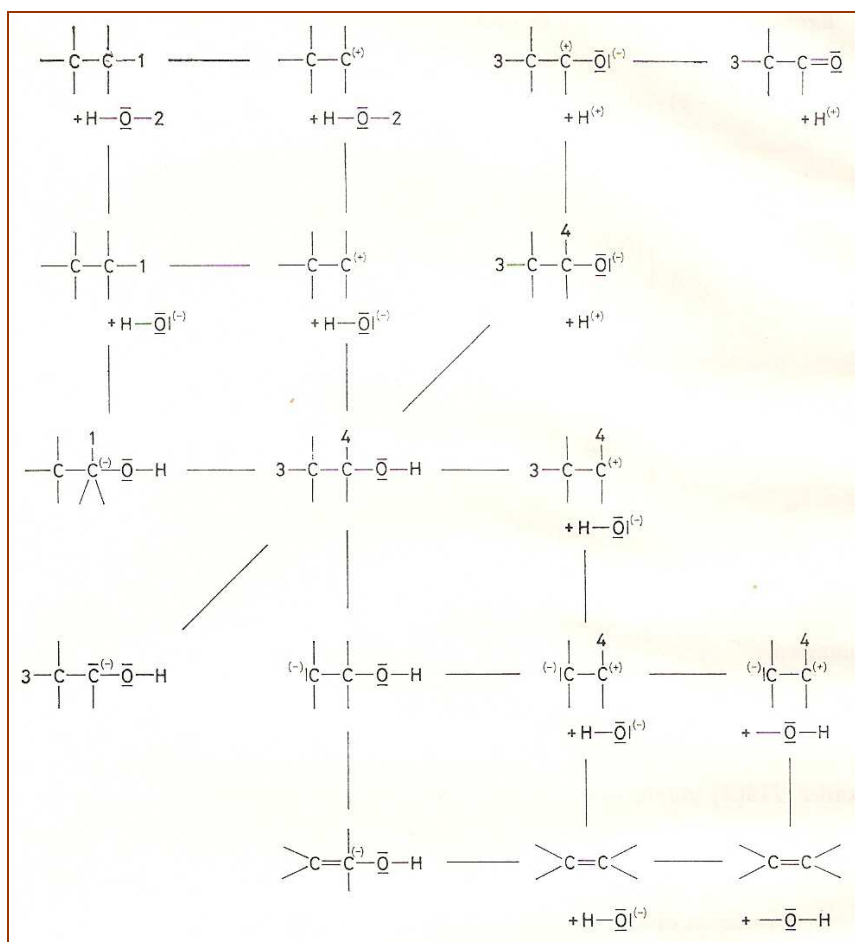 —C—C—1 —C—C(+) 3—C—C(+)—O̲̅|(−) 3—C—C=O̲̅
+ H—O̲̅—2 + H—O̲̅—2 + H(+) + H(+)
4
—C—C—1 —C—C(+) 3—C—C—O̲̅|(−)
+ H—O̲̅|(−) + H—O̲̅|(−) + H(+)
1 4 4
—C—C(−)—O̲̅—H 3—C—C—O̲̅—H 3—C—C(+)
+ H—O̲̅|(−)
4 4
3—C—C̅(−)—O̲̅—H (−)|C—C—O̲̅—H (−)|C—C(+) (−)|C—C(+)
+ H—O̲̅|(−) + —O̲̅—H
C=C(−)—O̲̅—H C=C C=C
+ H—O̲̅|(−) + —O̲̅—H